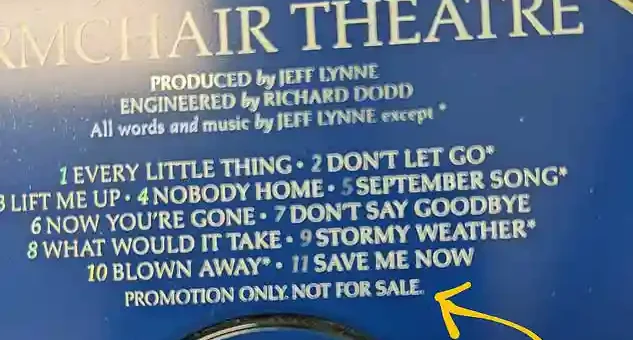 RMCHAIR THEATRE
PRODUCED by JEFF LYNNE
ENGINEERED by RICHARD DODD
All words and music by JEFF LYNNE except *
1 EVERY LITTLE THING • 2 DON'T LET GO*
3 LIFT ME UP • 4 NOBODY HOME • 5 SEPTEMBER SONG*
6 NOW YOU'RE GONE • 7 DON'T SAY GOODBYE
8 WHAT WOULD IT TAKE • 9 STORMY WEATHER*
10 BLOWN AWAY* • 11 SAVE ME NOW
PROMOTION ONLY. NOT FOR SALE.